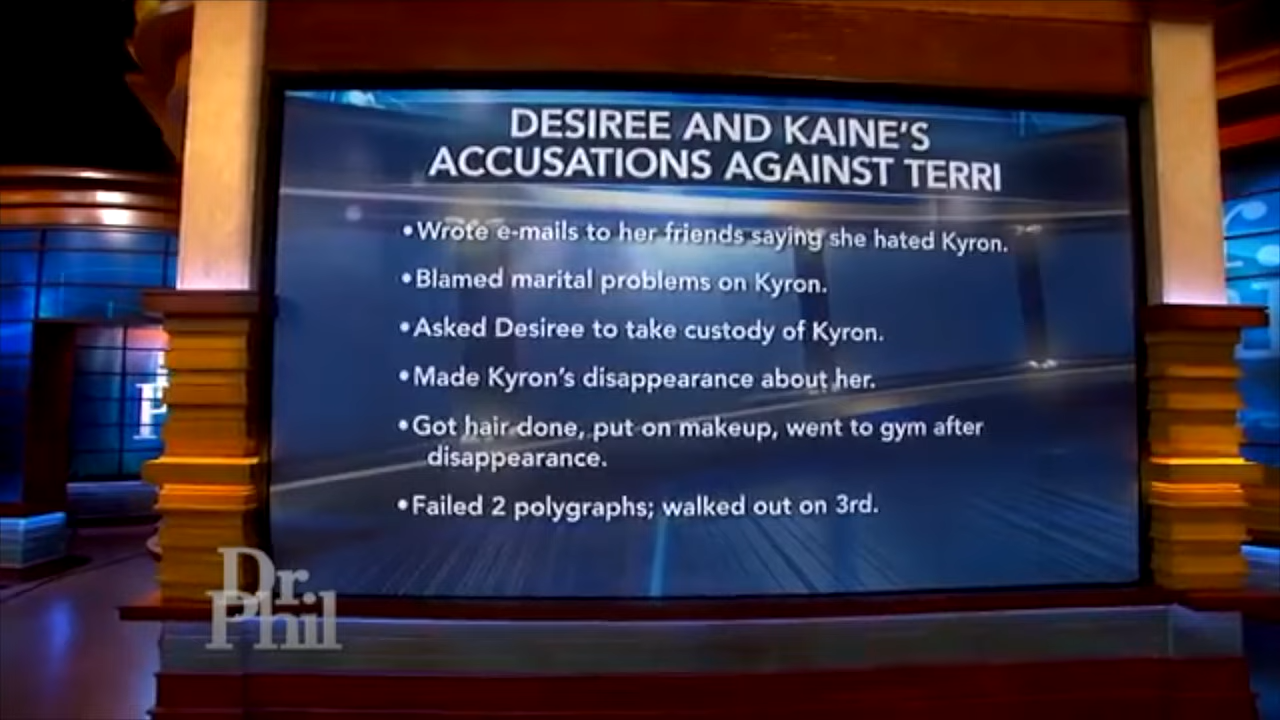 DESIREE AND KAINE'S
ACCUSATIONS AGAINST TERRI
•Wrote e-mails to her friends saying she hated Kyron.
•Blamed marital problems on Kyron.
•Asked Desiree to take custody of Kyron.
•Made Kyron's disappearance about her.
•Got hair done, put on makeup, went to gym after
disappearance.
•Failed 2 polygraphs; walked out on 3rd.
Dr.
Phil